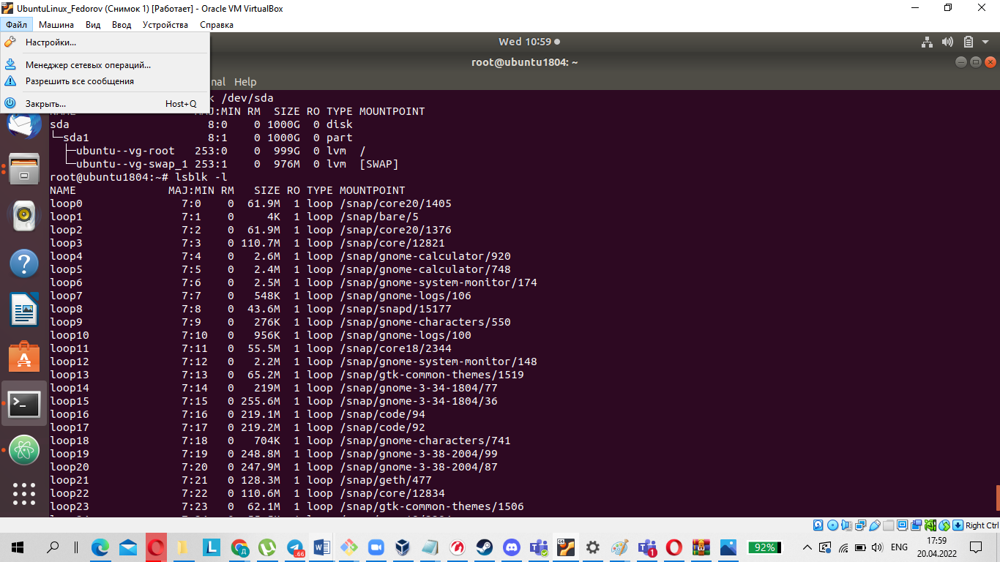 UbuntuLinux_Fedorov (Снимок 1) [Работает] - Oracle VM VirtualBox
Файл Машина Вид Ввод Устройства Справка
Настройки...
Менеджер сетевых операций...
Разрешить все сообщения
Закрыть... Host+Q
Wed 10:59
root@ubuntu1804: ~
nal Help
k /dev/sda
NAME MAJ:MIN RM SIZE RO TYPE MOUNTPOINT
sda 8:0 0 1000G 0 disk
└─sda1 8:1 0 1000G 0 part
├─ubuntu--vg-root 253:0 0 999G 0 lvm /
└─ubuntu--vg-swap_1 253:1 0 976M 0 lvm [SWAP]
root@ubuntu1804:~# lsblk -l
NAME MAJ:MIN RM SIZE RO TYPE MOUNTPOINT
loop0 7:0 0 61.9M 1 loop /snap/core20/1405
loop1 7:1 0 4K 1 loop /snap/bare/5
loop2 7:2 0 61.9M 1 loop /snap/core20/1376
loop3 7:3 0 110.7M 1 loop /snap/core/12821
loop4 7:4 0 2.6M 1 loop /snap/gnome-calculator/920
loop5 7:5 0 2.4M 1 loop /snap/gnome-calculator/748
loop6 7:6 0 2.5M 1 loop /snap/gnome-system-monitor/174
loop7 7:7 0 548K 1 loop /snap/gnome-logs/106
loop8 7:8 0 43.6M 1 loop /snap/snapd/15177
loop9 7:9 0 276K 1 loop /snap/gnome-characters/550
loop10 7:10 0 956K 1 loop /snap/gnome-logs/100
loop11 7:11 0 55.5M 1 loop /snap/core18/2344
loop12 7:12 0 2.2M 1 loop /snap/gnome-system-monitor/148
loop13 7:13 0 65.2M 1 loop /snap/gtk-common-themes/1519
loop14 7:14 0 219M 1 loop /snap/gnome-3-34-1804/77
loop15 7:15 0 255.6M 1 loop /snap/gnome-3-34-1804/36
loop16 7:16 0 219.1M 1 loop /snap/code/94
loop17 7:17 0 219.2M 1 loop /snap/code/92
loop18 7:18 0 704K 1 loop /snap/gnome-characters/741
loop19 7:19 0 248.8M 1 loop /snap/gnome-3-38-2004/99
loop20 7:20 0 247.9M 1 loop /snap/gnome-3-38-2004/87
loop21 7:21 0 128.3M 1 loop /snap/geth/477
loop22 7:22 0 110.6M 1 loop /snap/core/12834
loop23 7:23 0 62.1M 1 loop /snap/gtk-common-themes/1506
Right Ctrl
92%
ENG
17:59
20.04.2022